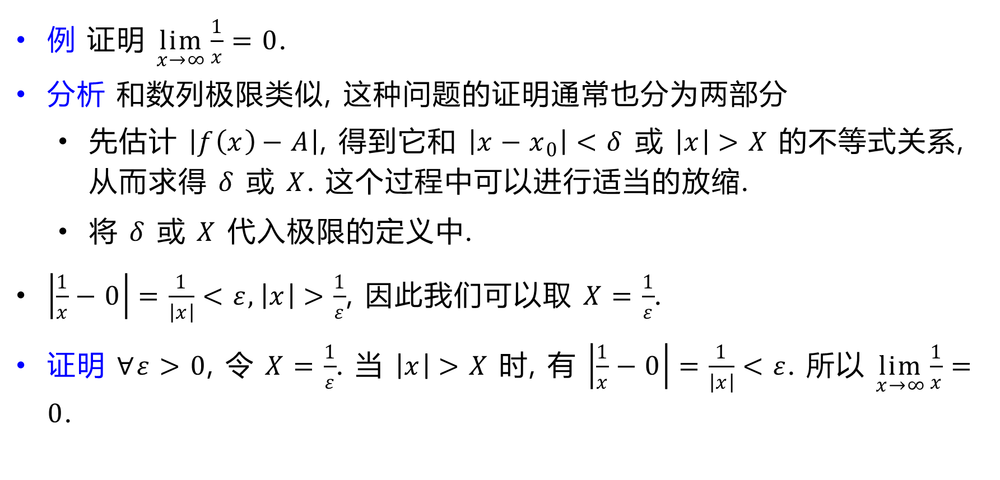 • 例 证明 $\lim\limits_{x\to\infty}\frac{1}{x} = 0$.
• 分析 和数列极限类似, 这种问题的证明通常也分为两部分
• 先估计 $|f(x) - A|$, 得到它和 $|x - x_0| < \delta$ 或 $|x| > X$ 的不等式关系,
从而求得 $\delta$ 或 $X$. 这个过程中可以进行适当的放缩.
• 将 $\delta$ 或 $X$ 代入极限的定义中.
• $\left|\frac{1}{x} - 0\right| = \frac{1}{|x|} < \varepsilon, |x| > \frac{1}{\varepsilon}$, 因此我们可以取 $X = \frac{1}{\varepsilon}$.
• 证明 $\forall \varepsilon > 0$, 令 $X = \frac{1}{\varepsilon}$. 当 $|x| > X$ 时, 有 $\left|\frac{1}{x} - 0\right| = \frac{1}{|x|} < \varepsilon$. 所以 $\lim\limits_{x\to\infty}\frac{1}{x} =$
$0$.